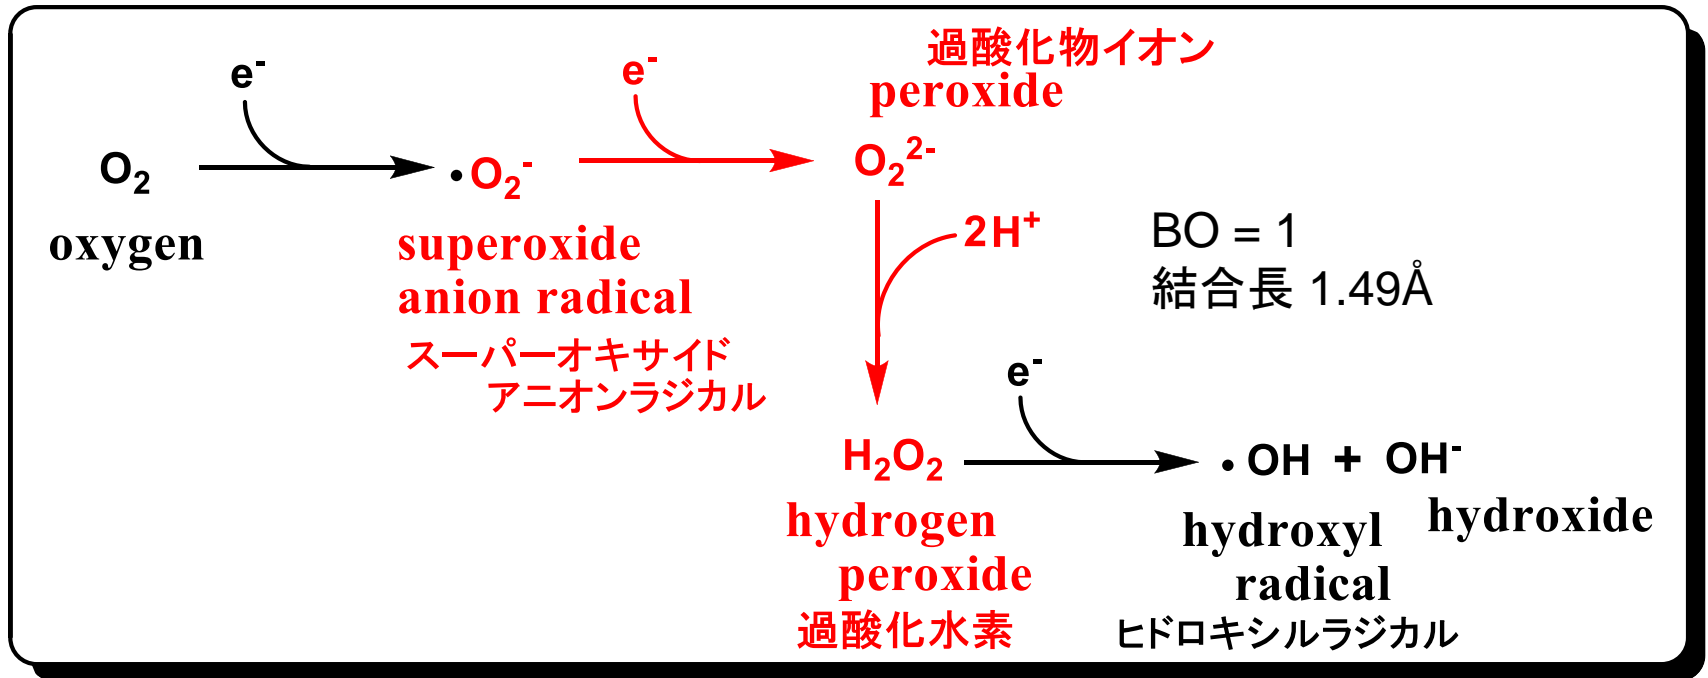 e⁻
O₂
oxygen
e⁻
・O₂⁻
superoxide
anion radical
スーパーオキサイド
アニオンラジカル
過酸化物イオン
peroxide
O₂²⁻
2H⁺
BO = 1
結合長 1.49Å
H₂O₂
hydrogen
peroxide
過酸化水素
e⁻
・OH + OH⁻
hydroxyl
radical
hydroxide
ヒドロキシルラジカル